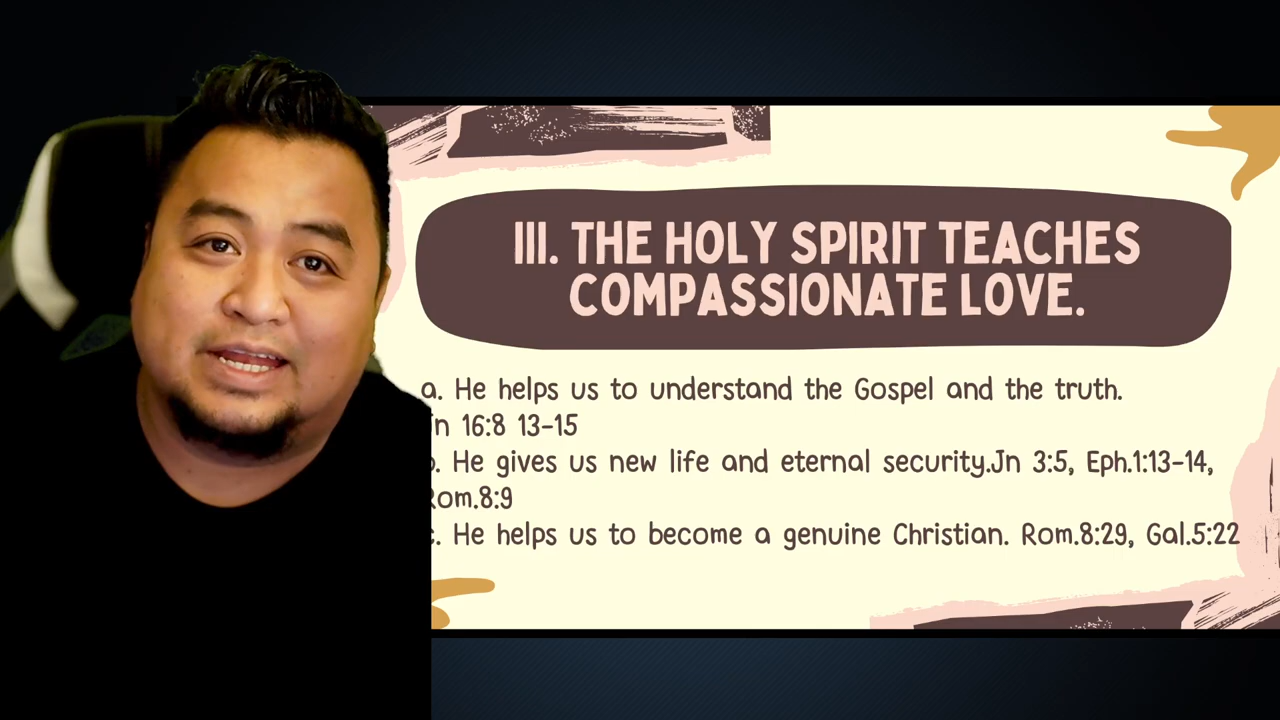 III. THE HOLY SPIRIT TEACHES
COMPASSIONATE LOVE.
a. He helps us to understand the Gospel and the truth.
Jn 16:8 13-15
b. He gives us new life and eternal security.Jn 3:5, Eph.1:13-14,
Rom.8:9
c. He helps us to become a genuine Christian. Rom.8:29, Gal.5:22